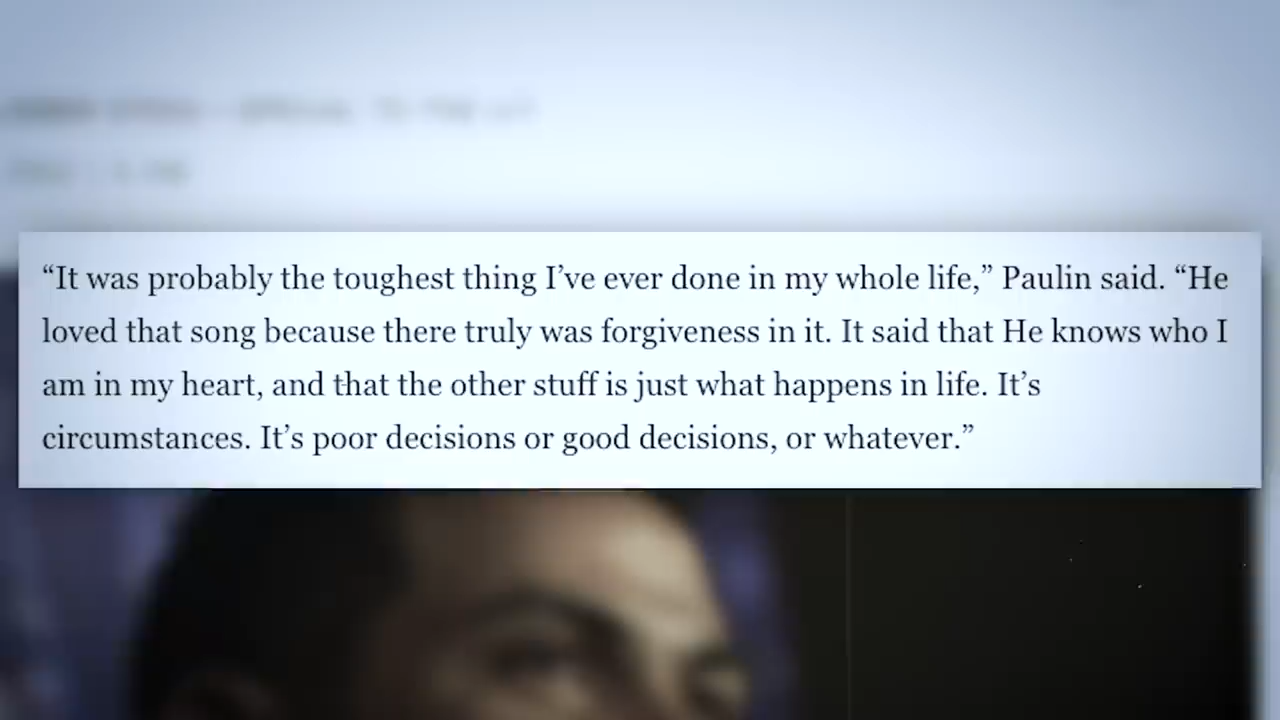 “It was probably the toughest thing I’ve ever done in my whole life,” Paulin said. “He
loved that song because there truly was forgiveness in it. It said that He knows who I
am in my heart, and that the other stuff is just what happens in life. It’s
circumstances. It’s poor decisions or good decisions, or whatever.”